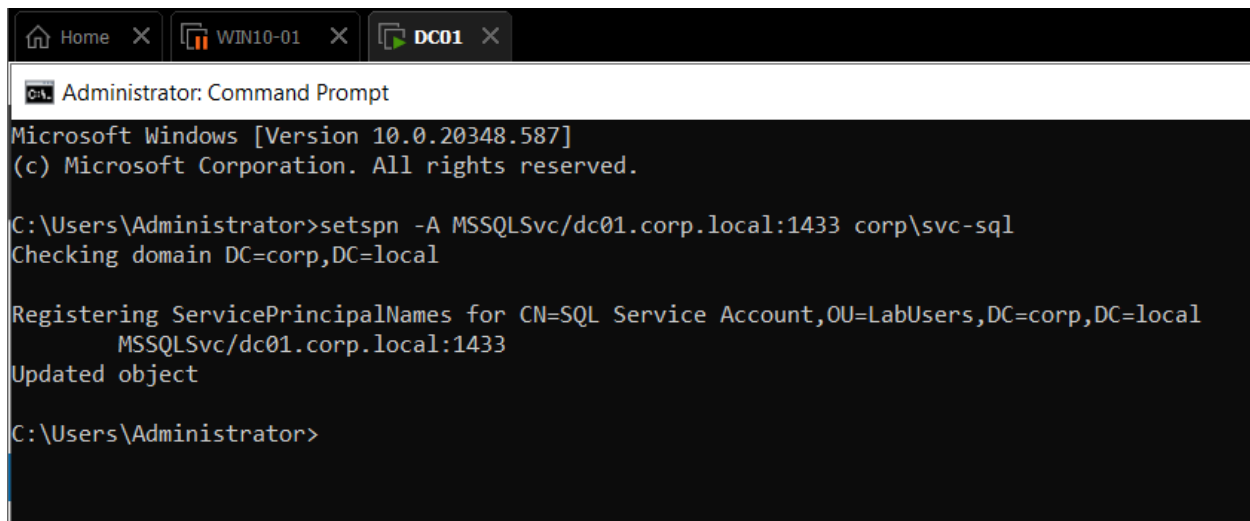 Home WIN10-01 DC01
Administrator: Command Prompt
Microsoft Windows [Version 10.0.20348.587]
(c) Microsoft Corporation. All rights reserved.
C:\Users\Administrator>setspn -A MSSQLSvc/dc01.corp.local:1433 corp\svc-sql
Checking domain DC=corp,DC=local
Registering ServicePrincipalNames for CN=SQL Service Account,OU=LabUsers,DC=corp,DC=local
MSSQLSvc/dc01.corp.local:1433
Updated object
C:\Users\Administrator>